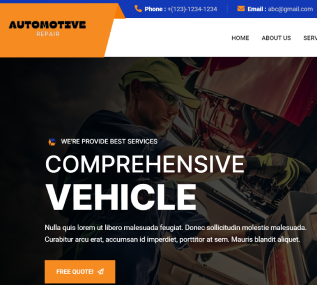 Phone : +(123)-1234-1234
Email : abc@gmail.com
AUTOMOTIVE
REPAIR
HOME ABOUT US SERV
WE'RE PROVIDE BEST SERVICES
COMPREHENSIVE
VEHICLE
Nulla quis lorem ut libero malesuada feugiat. Donec sollicitudin molestie malesuada.
Curabitur arcu erat, accumsan id imperdiet, porttitor at sem. Mauris blandit aliquet.
FREE QUOTE!